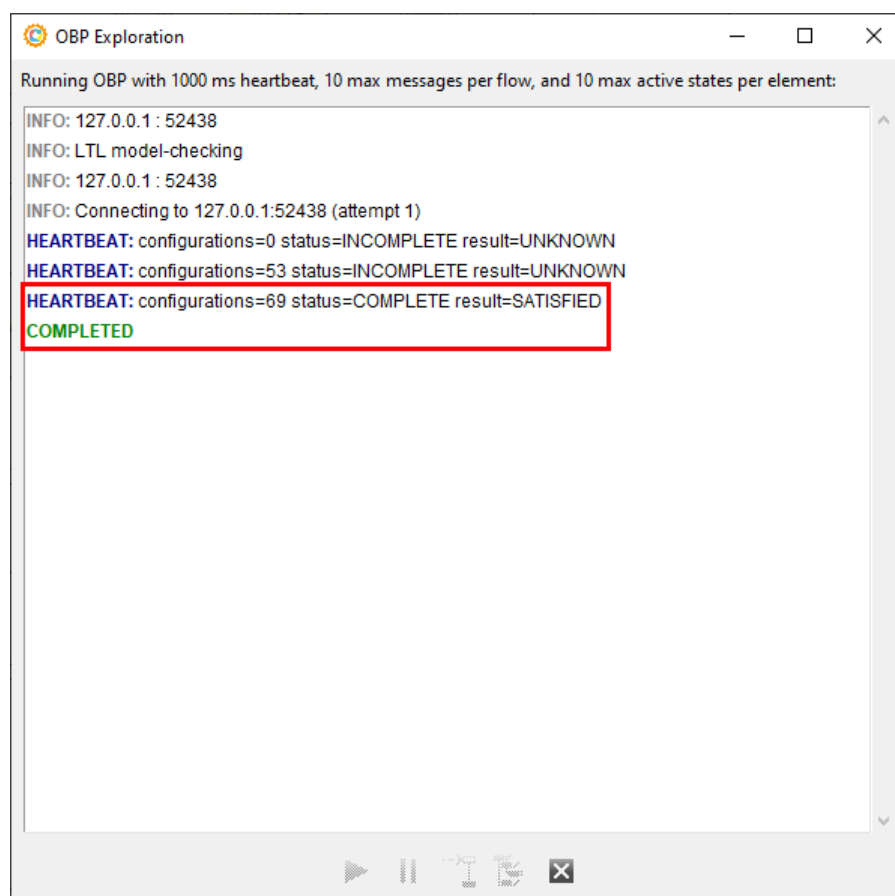 OBP Exploration
Running OBP with 1000 ms heartbeat, 10 max messages per flow, and 10 max active states per element:
INFO: 127.0.0.1 : 52438
INFO: LTL model-checking
INFO: 127.0.0.1 : 52438
INFO: Connecting to 127.0.0.1:52438 (attempt 1)
HEARTBEAT: configurations=0 status=INCOMPLETE result=UNKNOWN
HEARTBEAT: configurations=53 status=INCOMPLETE result=UNKNOWN
HEARTBEAT: configurations=69 status=COMPLETE result=SATISFIED
COMPLETED